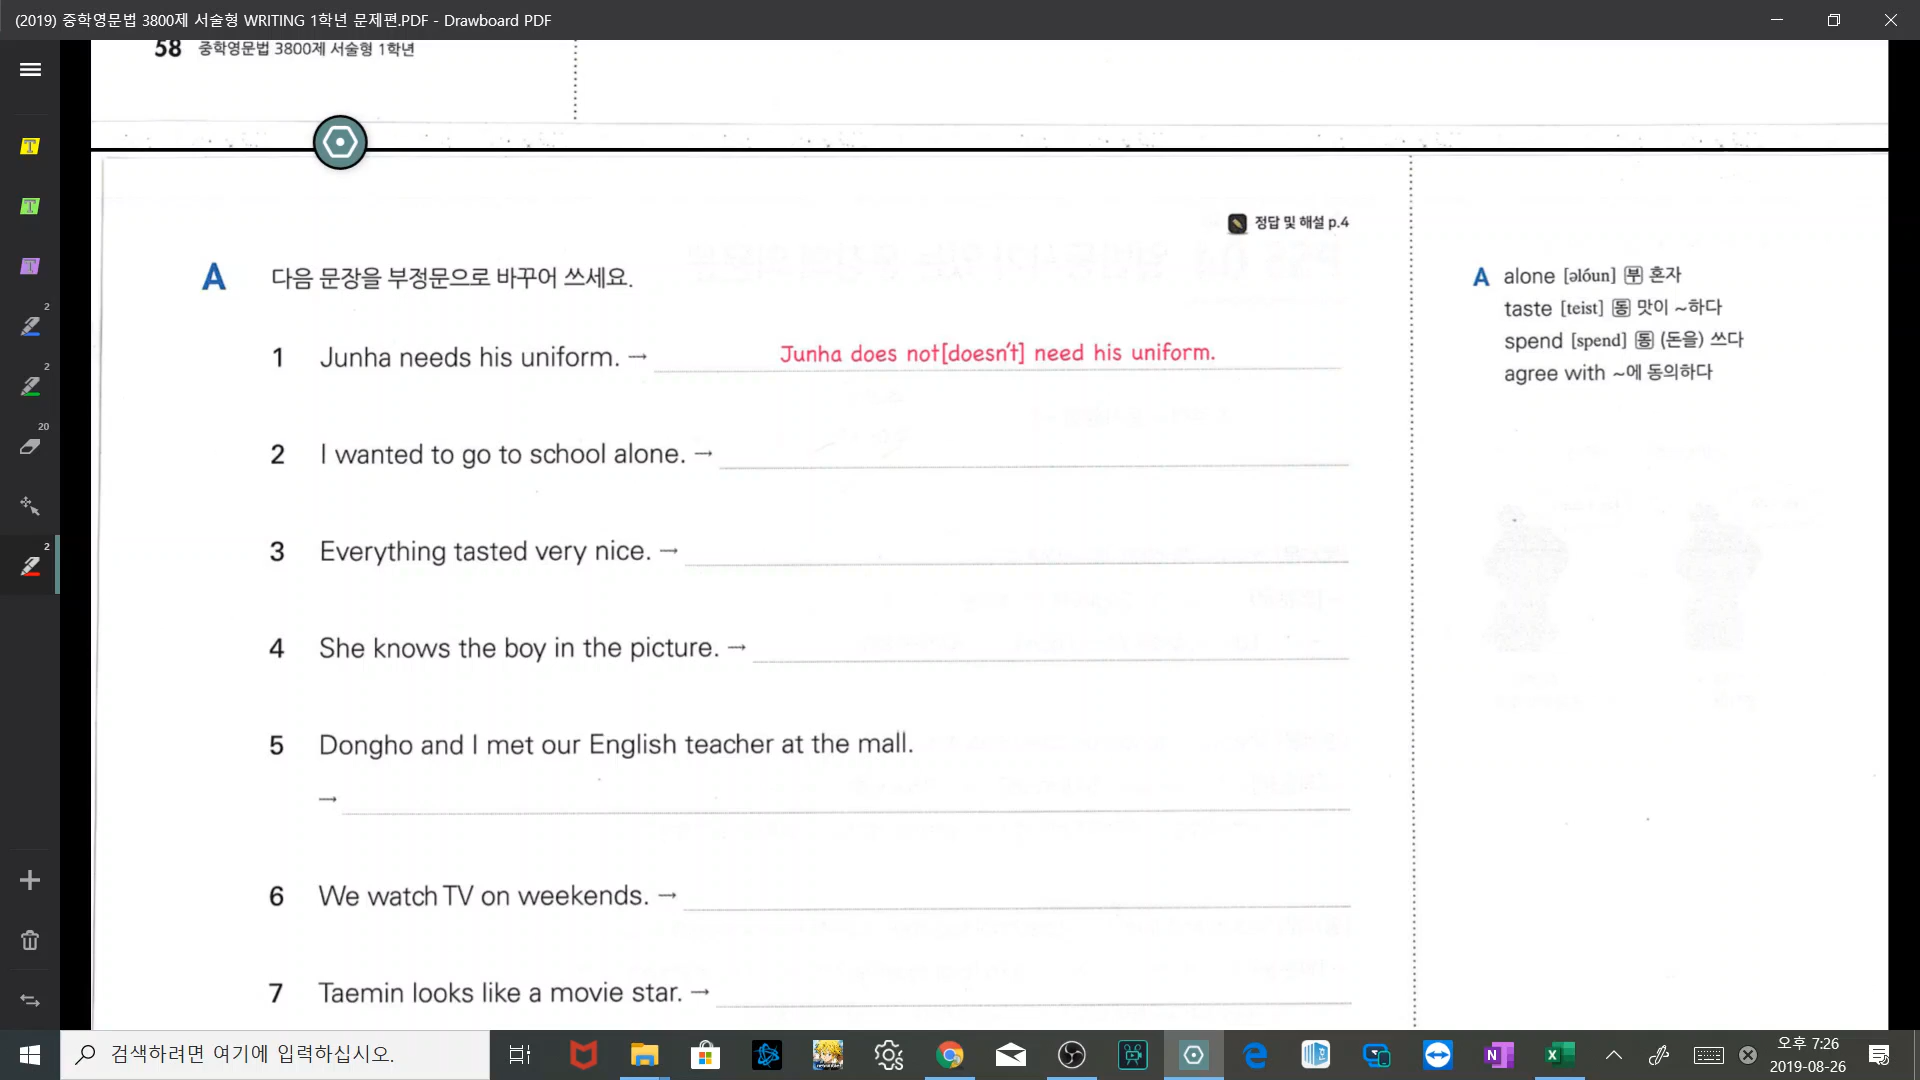 (2019) 중학영문법 3800제 서술형 WRITING 1학년 문제편.PDF - Drawboard PDF
58 중학영문법 3800제 서술형 1학년
정답 및 해설 p.4
A 다음 문장을 부정문으로 바꾸어 쓰세요.
1 Junha needs his uniform. → Junha does not[doesn't] need his uniform.
2 I wanted to go to school alone. →
3 Everything tasted very nice. →
4 She knows the boy in the picture. →
5 Dongho and I met our English teacher at the mall.
→
6 We watch TV on weekends. →
7 Taemin looks like a movie star. →
A alone [əlóun] 부 혼자
taste [teist] 동 맛이 ~하다
spend [spend] 동 (돈을) 쓰다
agree with ~에 동의하다
T
T
T
2
2
20
2
검색하려면 여기에 입력하십시오.
오후 7:26
2019-08-26